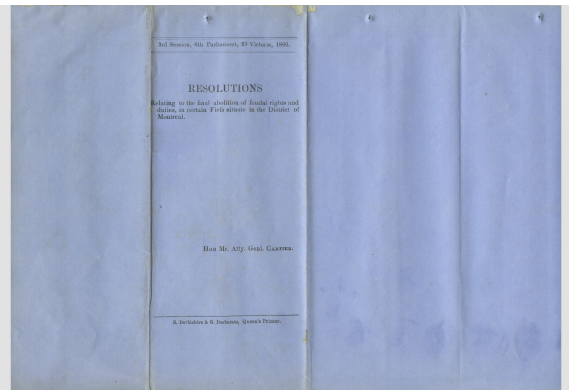 3rd Session, 6th Parliament, 23 Victoria, 1860.
RESOLUTIONS
Relating to the final abolition of feudal rights and
duties, in certain Fiefs situate in the District of
Montreal.
Hon Mr. Atty. Genl. CARTIER.
S. Derbishire & G. Desbarats, Queen's Printer.